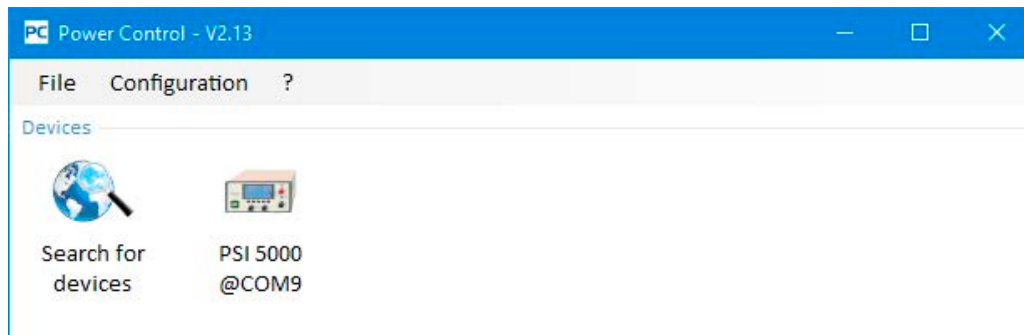 PC Power Control - V2.13
File Configuration ?
Devices
Search for
devices
PSI 5000
@COM9